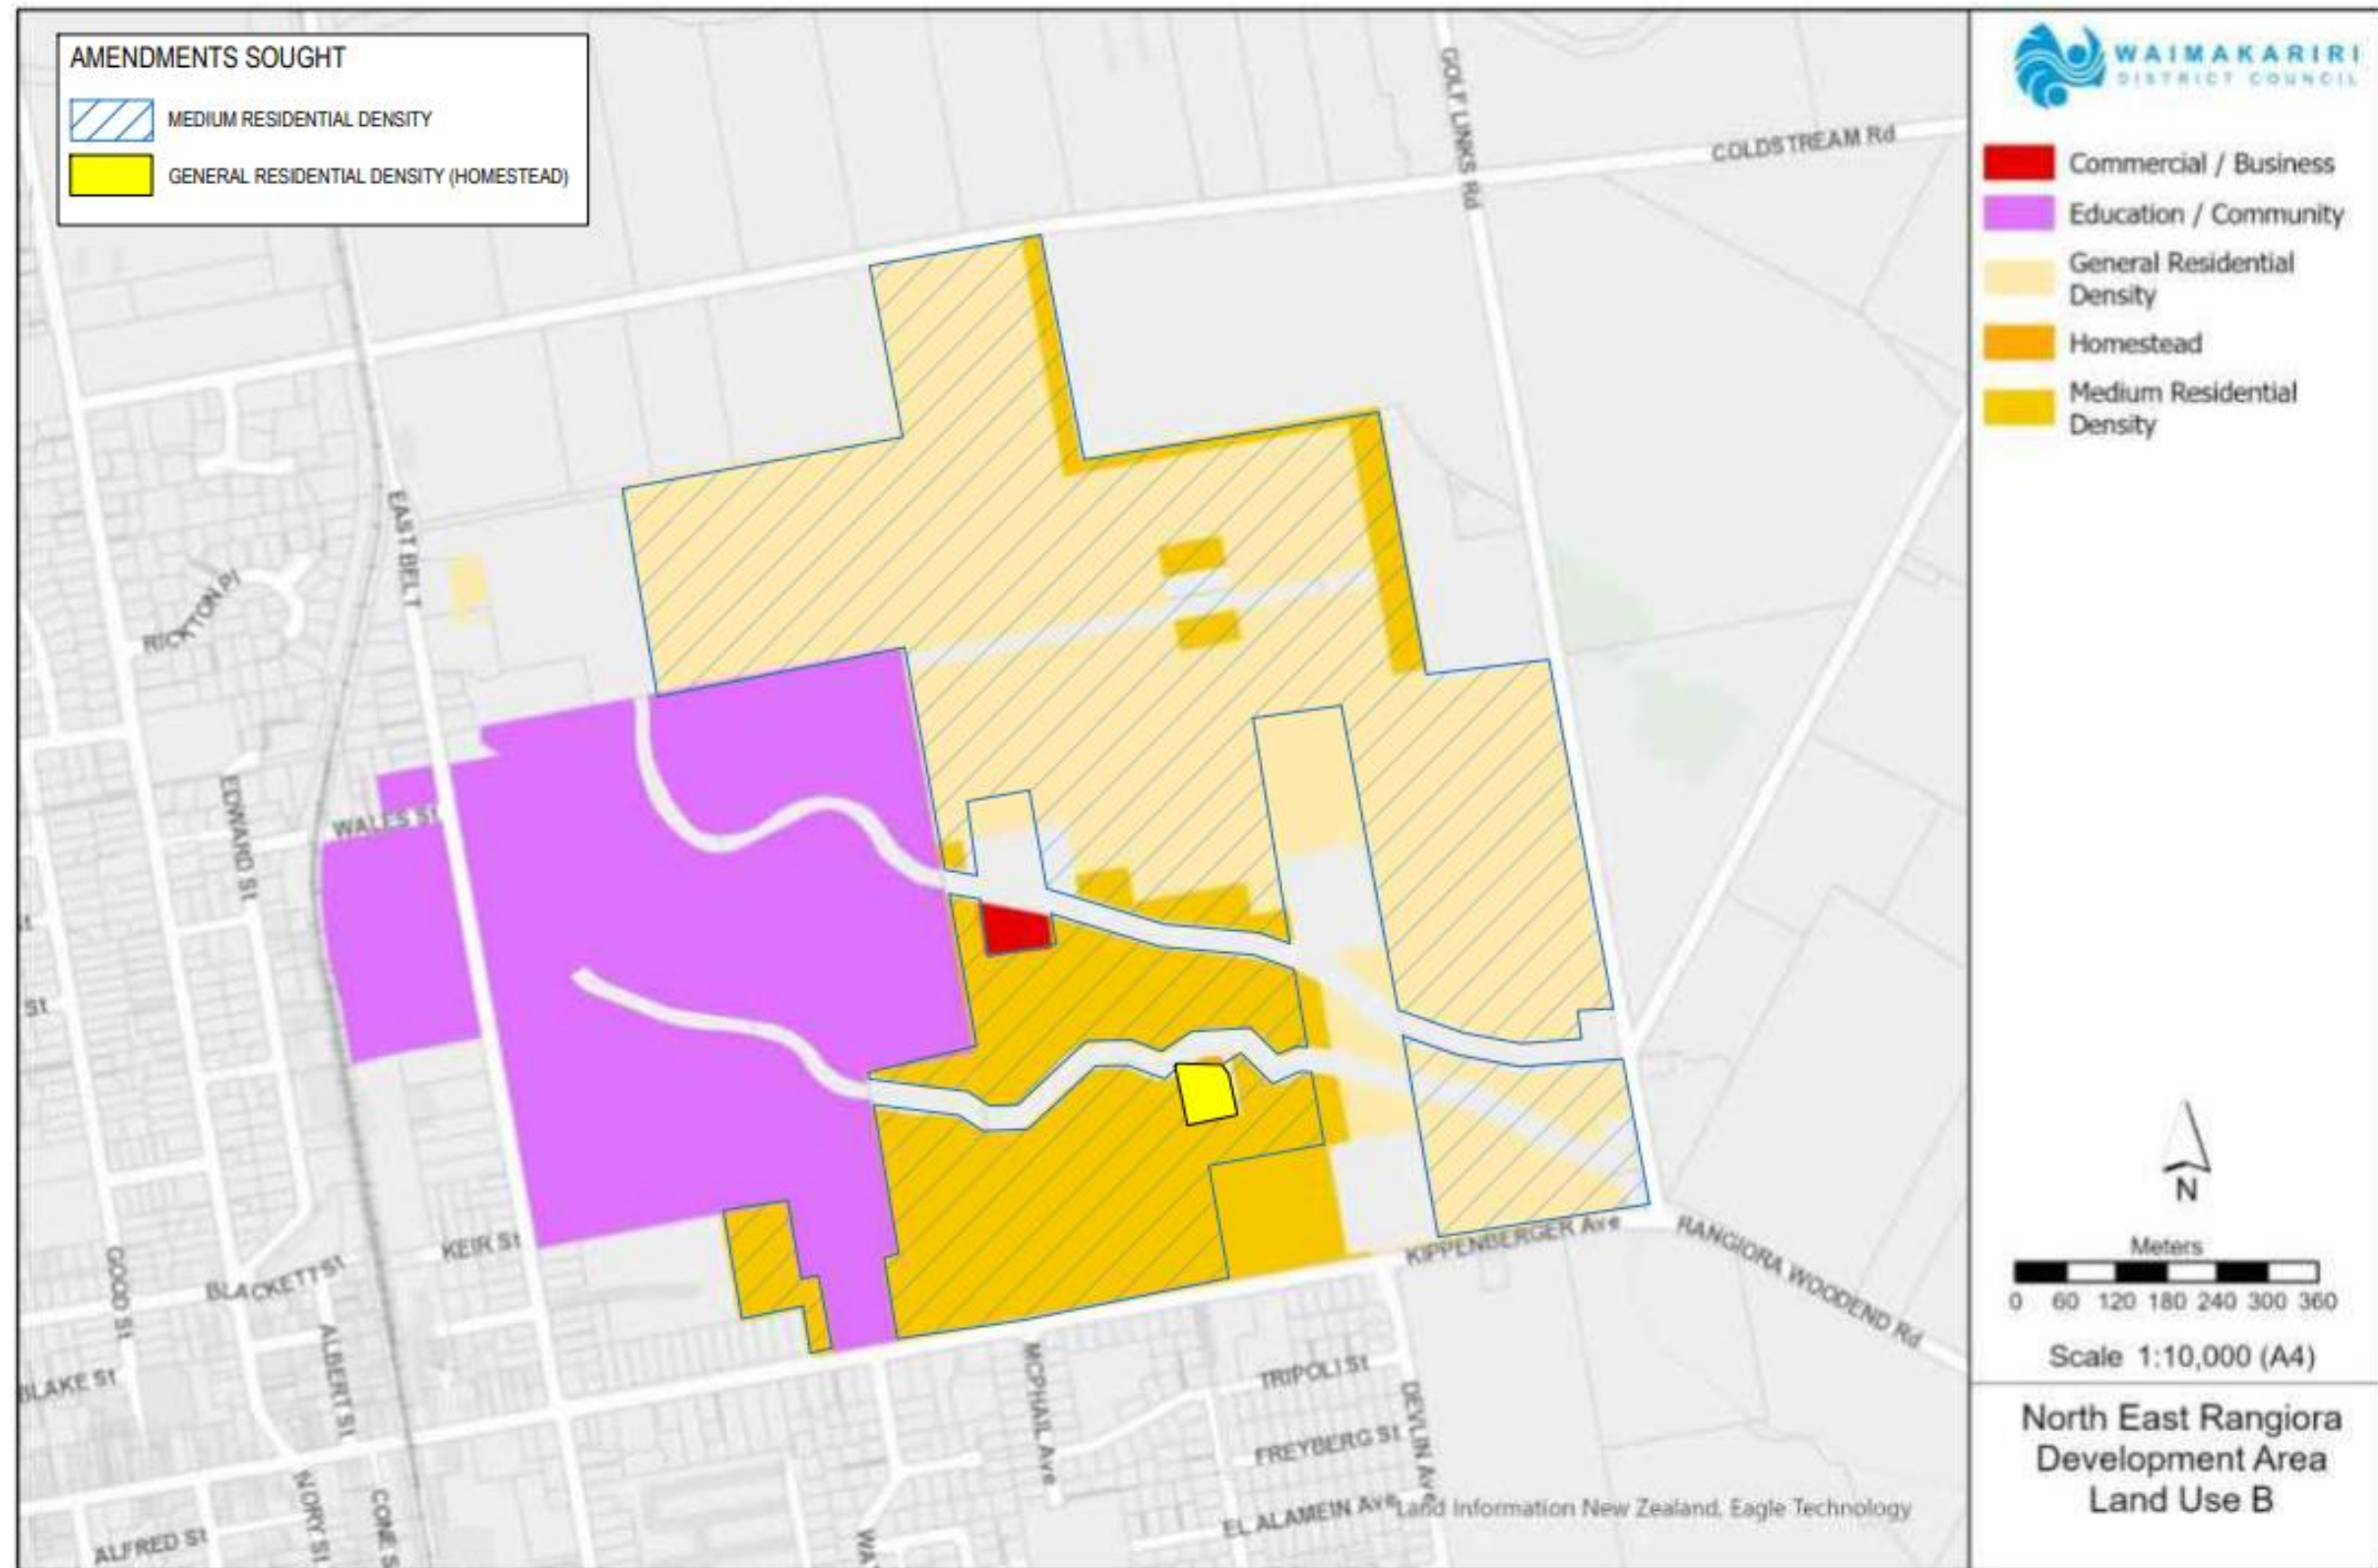 AMENDMENTS SOUGHT
MEDIUM RESIDENTIAL DENSITY
GENERAL RESIDENTIAL DENSITY (HOMESTEAD)
WAIMAKARIRI
DISTRICT COUNCIL
Commercial / Business
Education / Community
General Residential
Density
Homestead
Medium Residential
Density
GOLF LINKS Rd
COLDSTREAM Rd
EAST BELT
RICKTON Pl
EDWARD St
WALES St
St
KEIR St
GOOD St
BLACKETT St
ALBERT St
BLAKE St
KIPPENBERGER Ave
RANGIORA WOODEND Rd
MCPHAIL Ave
TRIPOLI St
DEVLIN Ave
FREYBERG St
EL ALAMEIN Ave
NORY St
CONE S
ALFRED St
WA
Land Information New Zealand, Eagle Technology
N
Meters
0 60 120 180 240 300 360
Scale 1:10,000 (A4)
North East Rangiora
Development Area
Land Use B